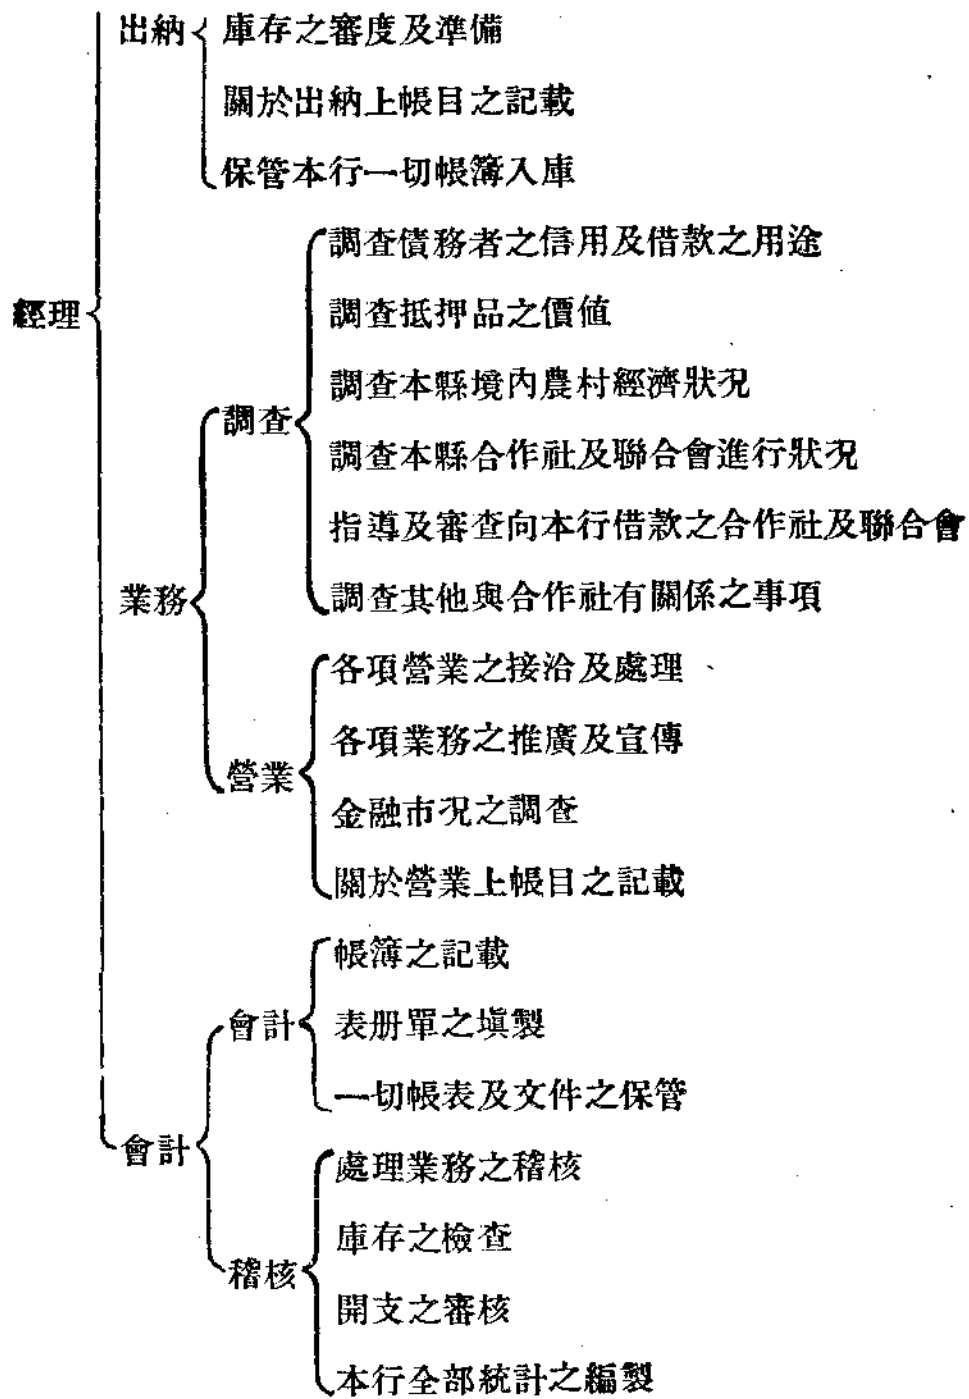 出納
庫存之審度及準備
關於出納上帳目之記載
保管本行一切帳簿入庫
經理
業務
調查
調查債務者之信用及借款之用途
調查抵押品之價値
調查本縣境內農村經濟狀況
調查本縣合作社及聯合會進行狀況
指導及審查向本行借款之合作社及聯合會
調查其他與合作社有關係之事項
營業
各項營業之接洽及處理
各項業務之推廣及宣傳
金融市况之調查
關於營業上帳目之記載
會計
會計
帳簿之記載
表册單之塡製
一切帳表及文件之保管
稽核
處理業務之稽核
庫存之檢查
開支之審核
本行全部統計之編製